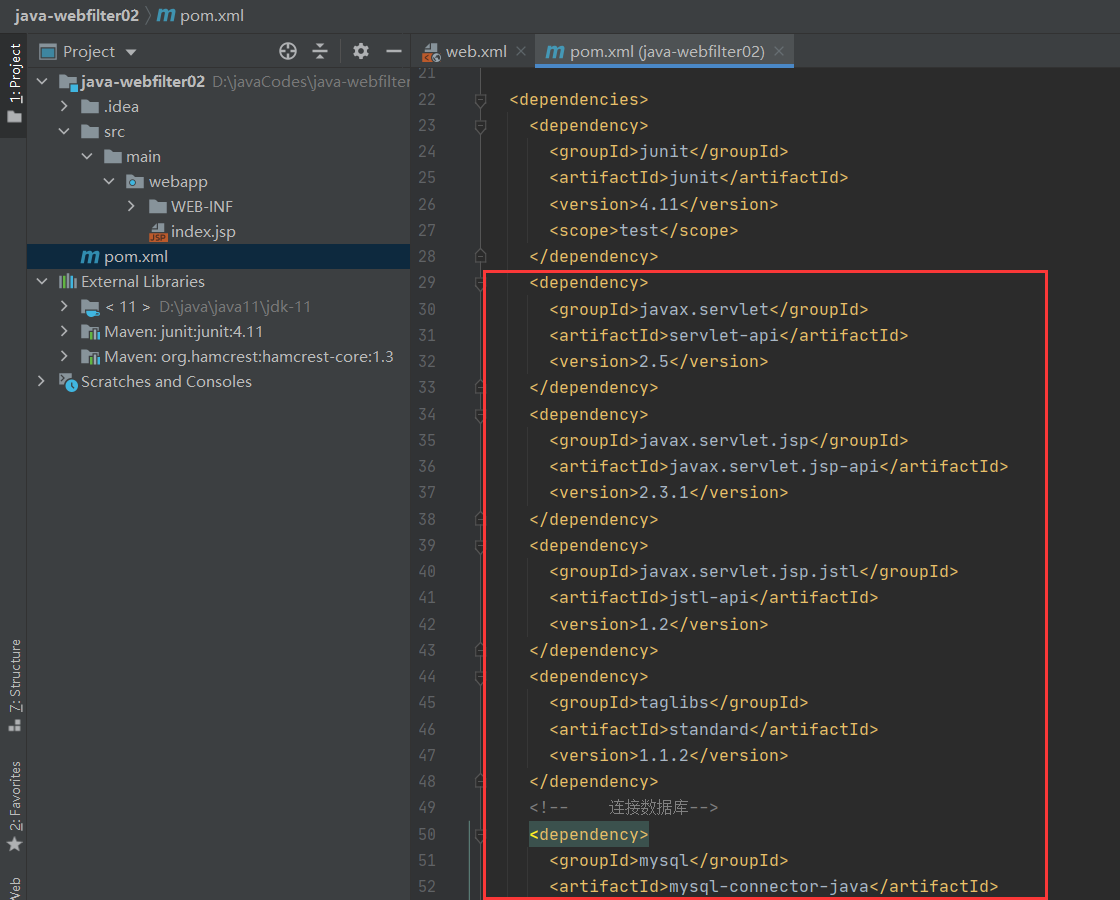 java-webfilter02 pom.xml
Project
web.xml
pom.xml (java-webfilter02)
1: Project
java-webfilter02 D:\javaCodes\java-webfilter
.idea
src
main
webapp
WEB-INF
index.jsp
pom.xml
External Libraries
< 11 > D:\java\java11\jdk-11
Maven: junit:junit:4.11
Maven: org.hamcrest:hamcrest-core:1.3
Scratches and Consoles
7: Structure
2: Favorites
Web
21
22 <dependencies>
23 <dependency>
24 <groupId>junit</groupId>
25 <artifactId>junit</artifactId>
26 <version>4.11</version>
27 <scope>test</scope>
28 </dependency>
29 <dependency>
30 <groupId>javax.servlet</groupId>
31 <artifactId>servlet-api</artifactId>
32 <version>2.5</version>
33 </dependency>
34 <dependency>
35 <groupId>javax.servlet.jsp</groupId>
36 <artifactId>javax.servlet.jsp-api</artifactId>
37 <version>2.3.1</version>
38 </dependency>
39 <dependency>
40 <groupId>javax.servlet.jsp.jstl</groupId>
41 <artifactId>jstl-api</artifactId>
42 <version>1.2</version>
43 </dependency>
44 <dependency>
45 <groupId>taglibs</groupId>
46 <artifactId>standard</artifactId>
47 <version>1.1.2</version>
48 </dependency>
49 <!-- 连接数据库-->
50 <dependency>
51 <groupId>mysql</groupId>
52 <artifactId>mysql-connector-java</artifactId>